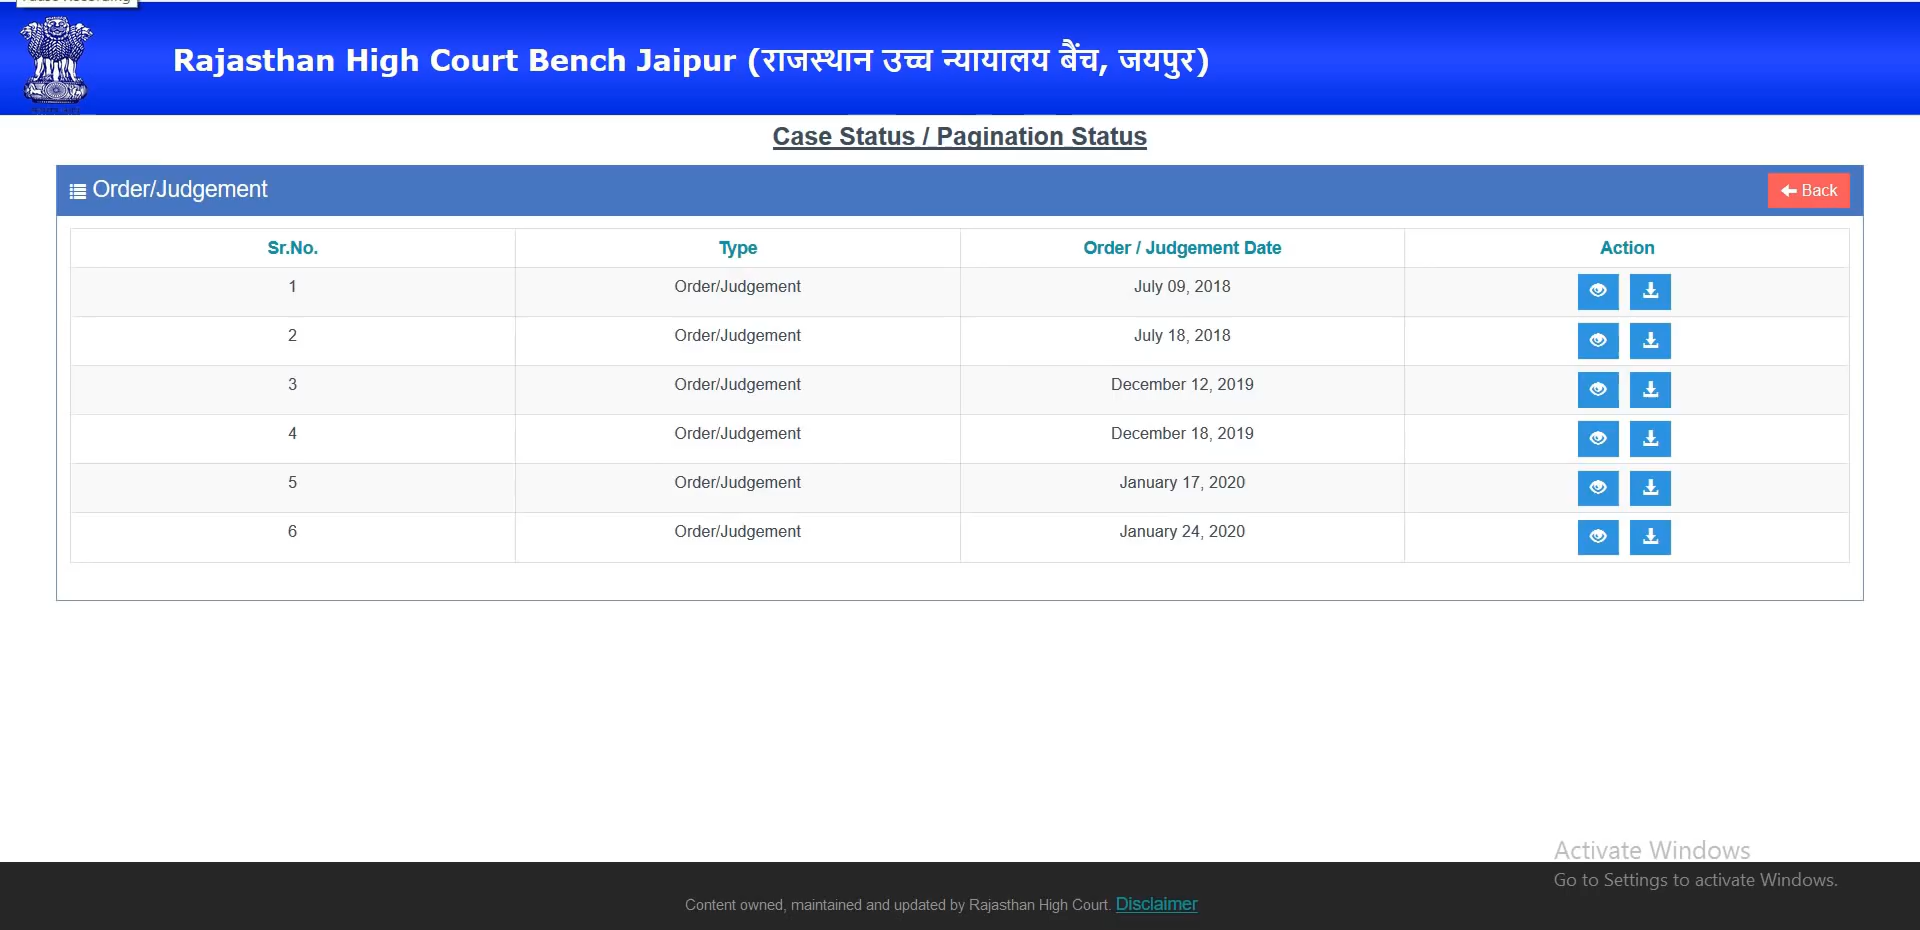 Rajasthan High Court Bench Jaipur (राजस्थान उच्च न्यायालय बैंच, जयपुर)
Case Status / Pagination Status
Order/Judgement
Back
Sr.No. Type Order / Judgement Date Action
1 Order/Judgement July 09, 2018
2 Order/Judgement July 18, 2018
3 Order/Judgement December 12, 2019
4 Order/Judgement December 18, 2019
5 Order/Judgement January 17, 2020
6 Order/Judgement January 24, 2020
Activate Windows
Go to Settings to activate Windows.
Content owned, maintained and updated by Rajasthan High Court. Disclaimer